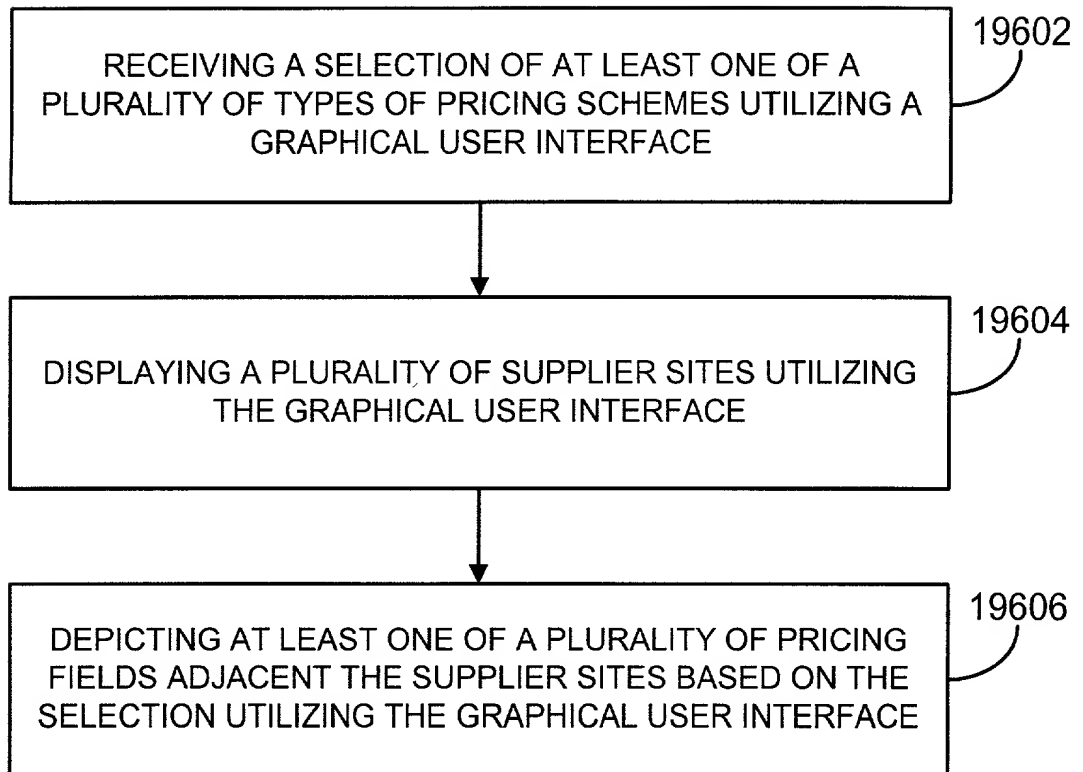 19602
RECEIVING A SELECTION OF AT LEAST ONE OF A
PLURALITY OF TYPES OF PRICING SCHEMES UTILIZING A
GRAPHICAL USER INTERFACE
19604
DISPLAYING A PLURALITY OF SUPPLIER SITES UTILIZING
THE GRAPHICAL USER INTERFACE
19606
DEPICTING AT LEAST ONE OF A PLURALITY OF PRICING
FIELDS ADJACENT THE SUPPLIER SITES BASED ON THE
SELECTION UTILIZING THE GRAPHICAL USER INTERFACE